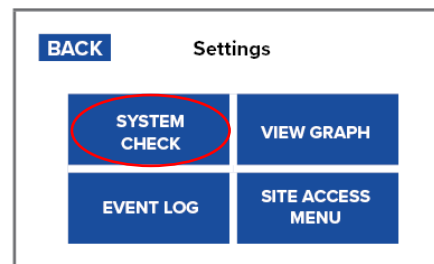 BACK Settings
SYSTEM
CHECK
VIEW GRAPH
EVENT LOG
SITE ACCESS
MENU